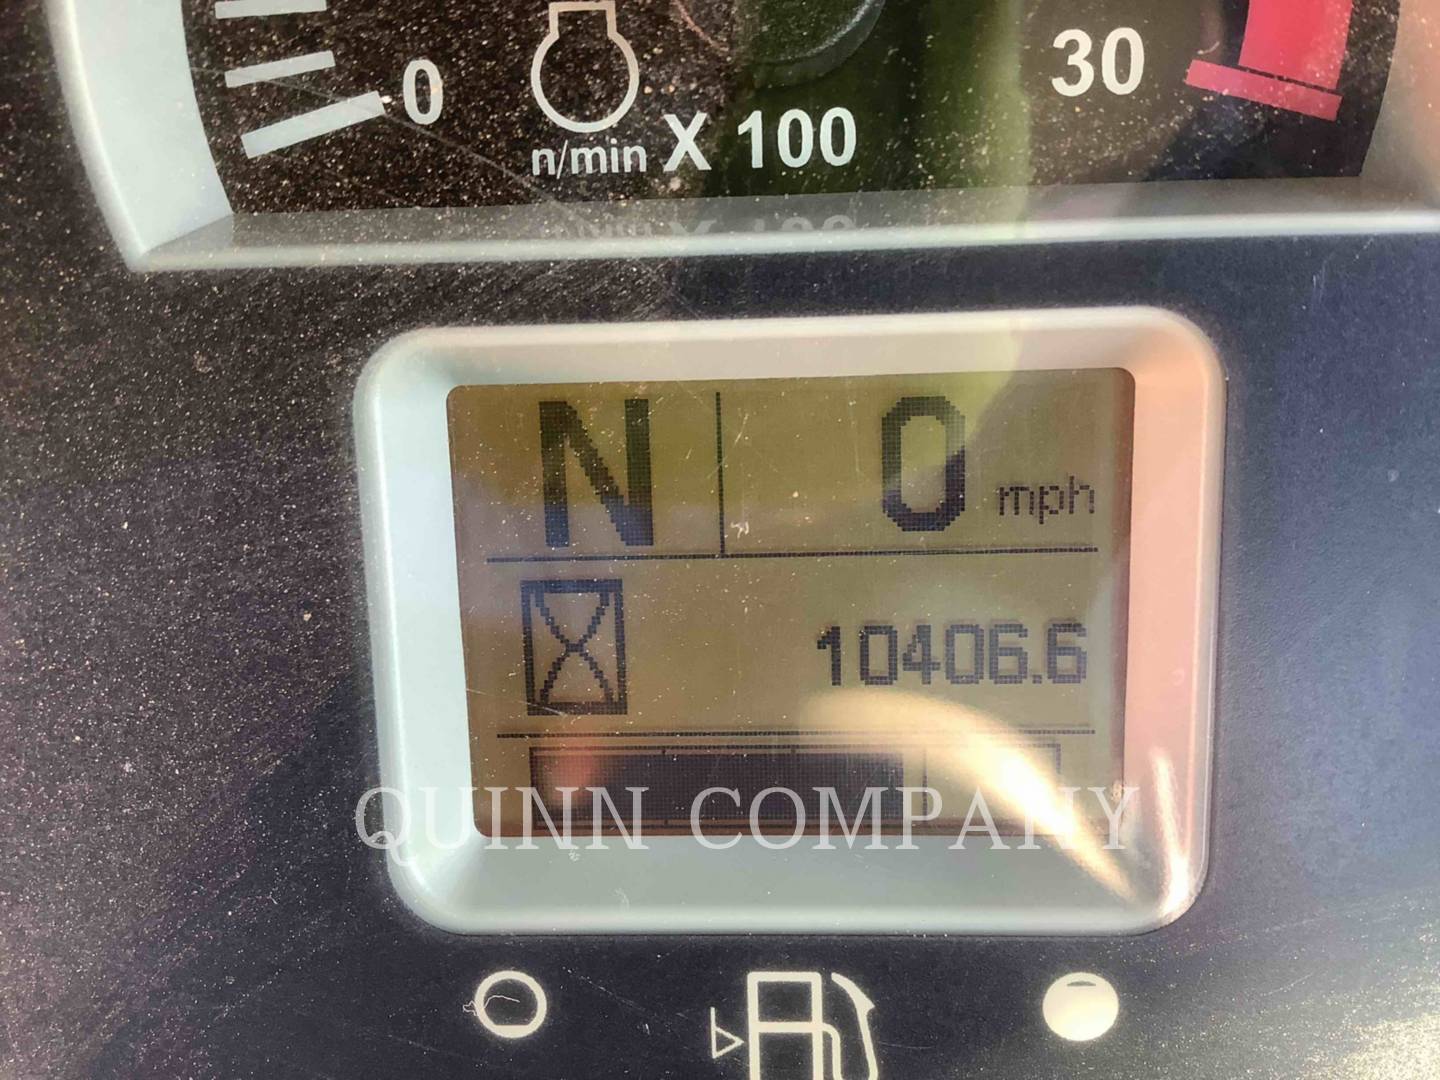 0
30
n/min X 100
N 0 mph
10406.6
QUINN COMPANY